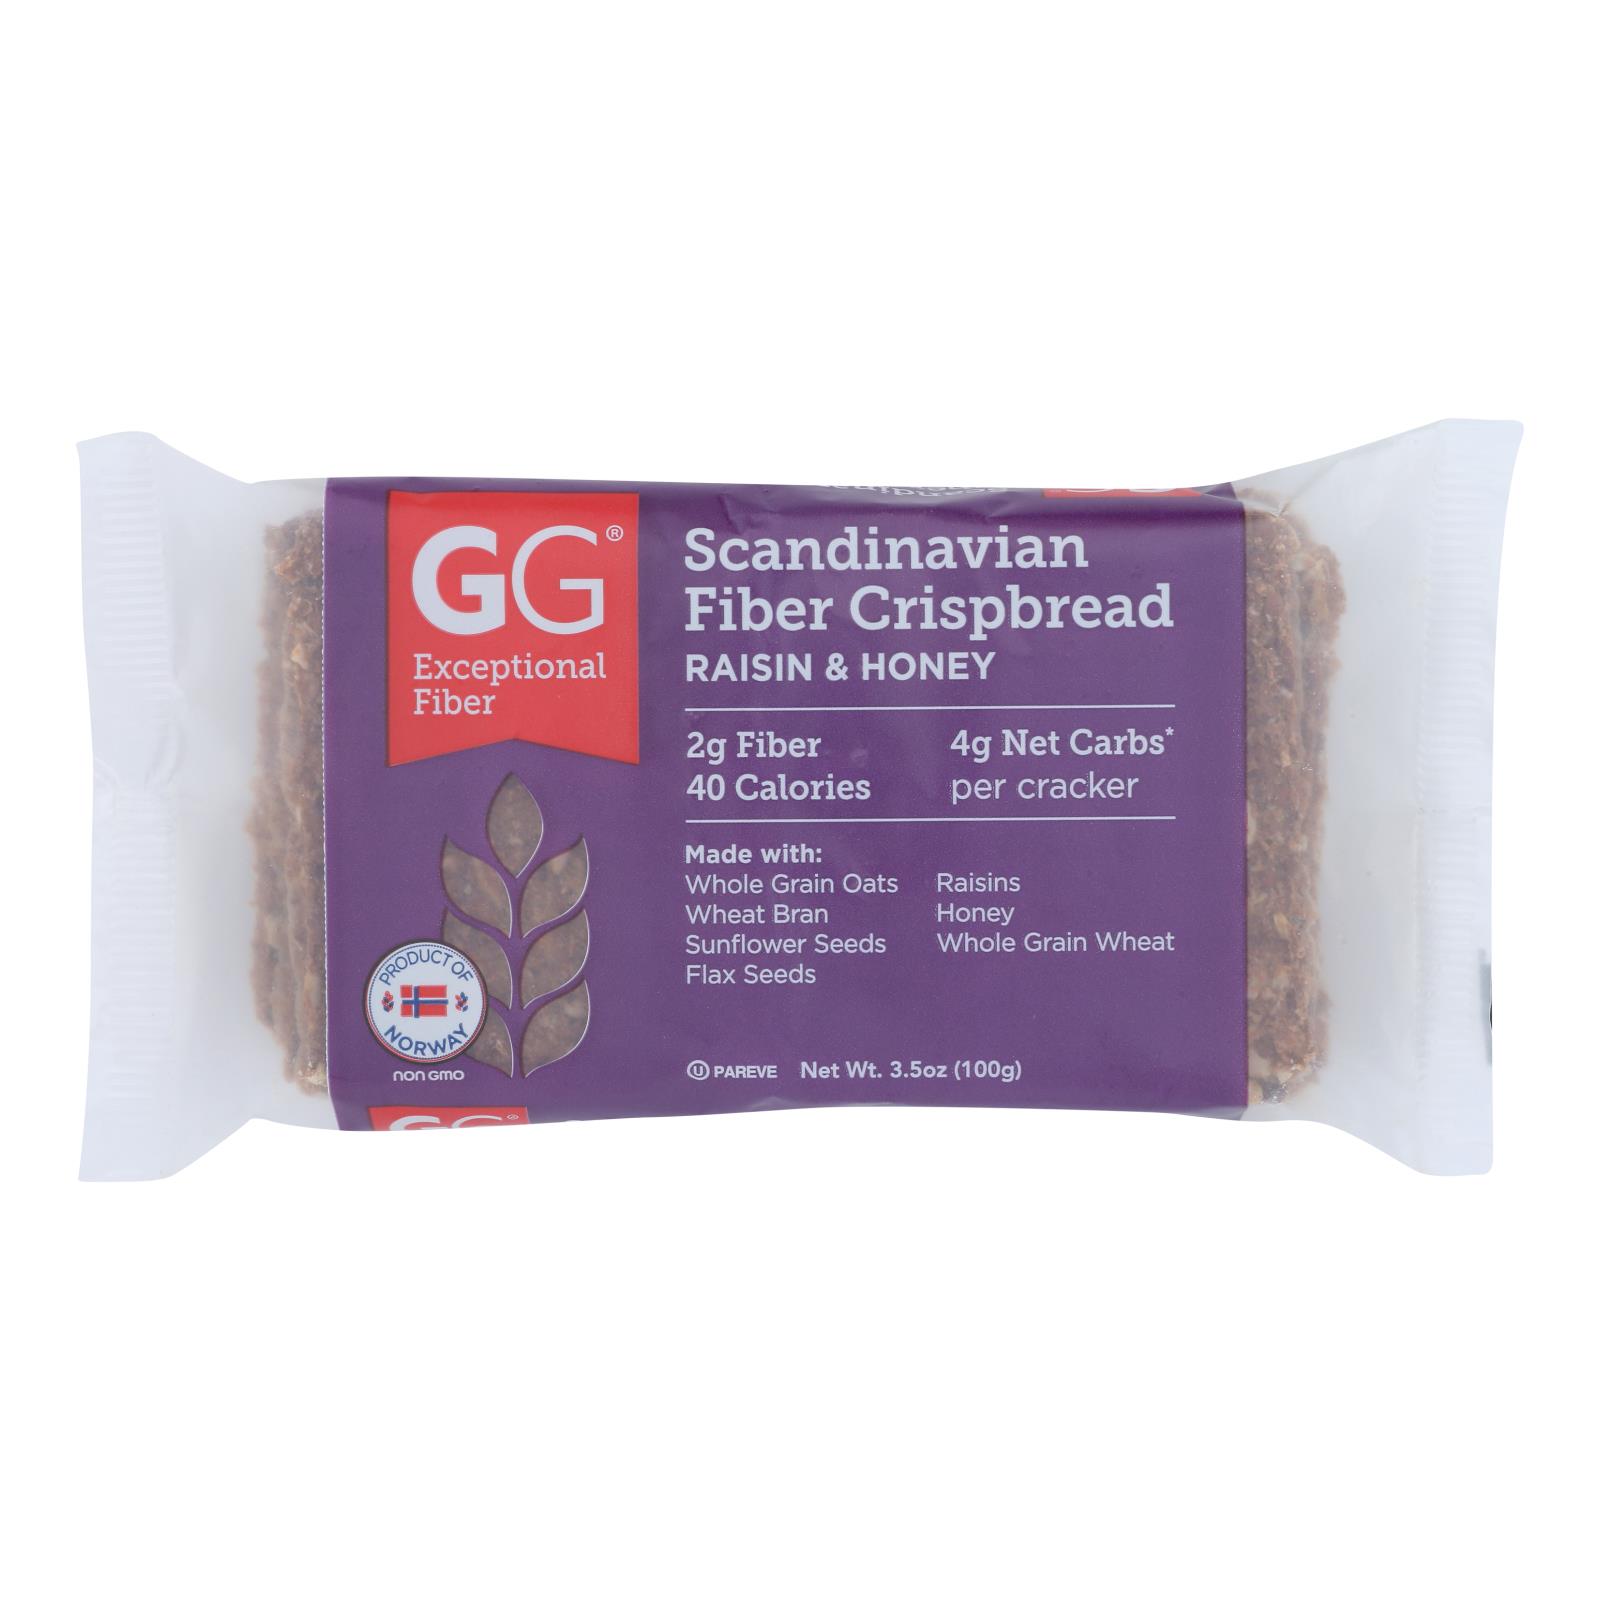 GG®
Exceptional
Fiber
Scandinavian
Fiber Crispbread
RAISIN & HONEY
2g Fiber
40 Calories
4g Net Carbs*
per cracker
Made with:
Whole Grain Oats
Wheat Bran
Sunflower Seeds
Flax Seeds
Raisins
Honey
Whole Grain Wheat
PRODUCT OF
NORWAY
non GMO
U PAREVE Net Wt. 3.5oz (100g)